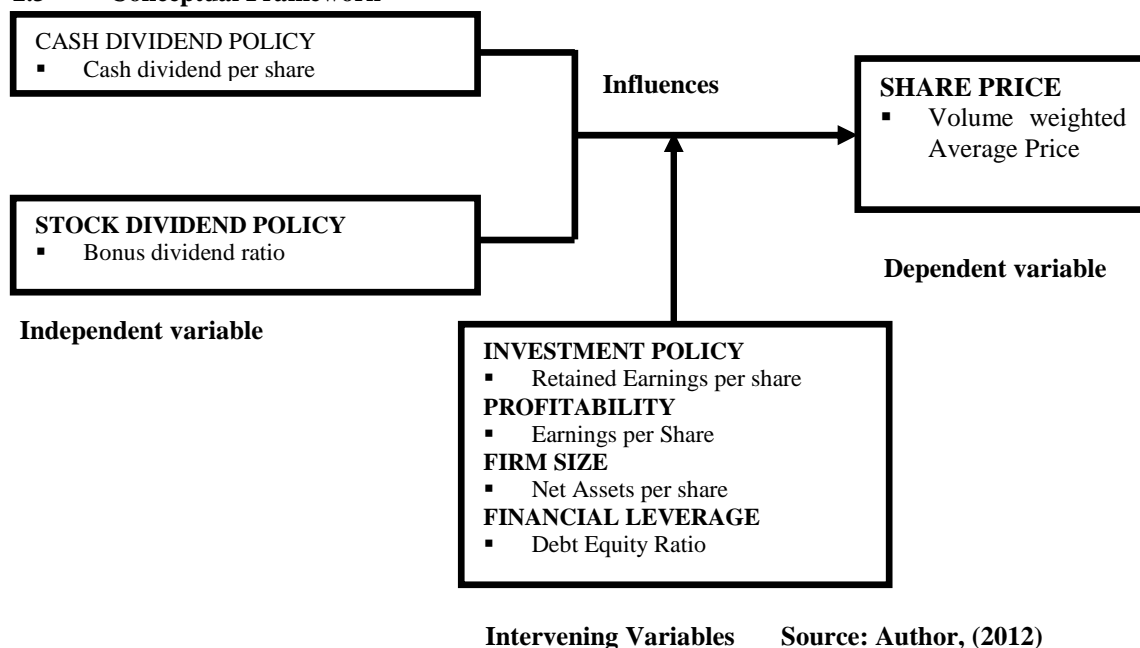 2.3 Conceptual Framework
CASH DIVIDEND POLICY
▪ Cash dividend per share
Influences
SHARE PRICE
▪ Volume weighted
Average Price
STOCK DIVIDEND POLICY
▪ Bonus dividend ratio
Dependent variable
Independent variable
INVESTMENT POLICY
▪ Retained Earnings per share
PROFITABILITY
▪ Earnings per Share
FIRM SIZE
▪ Net Assets per share
FINANCIAL LEVERAGE
▪ Debt Equity Ratio
Intervening Variables Source: Author, (2012)